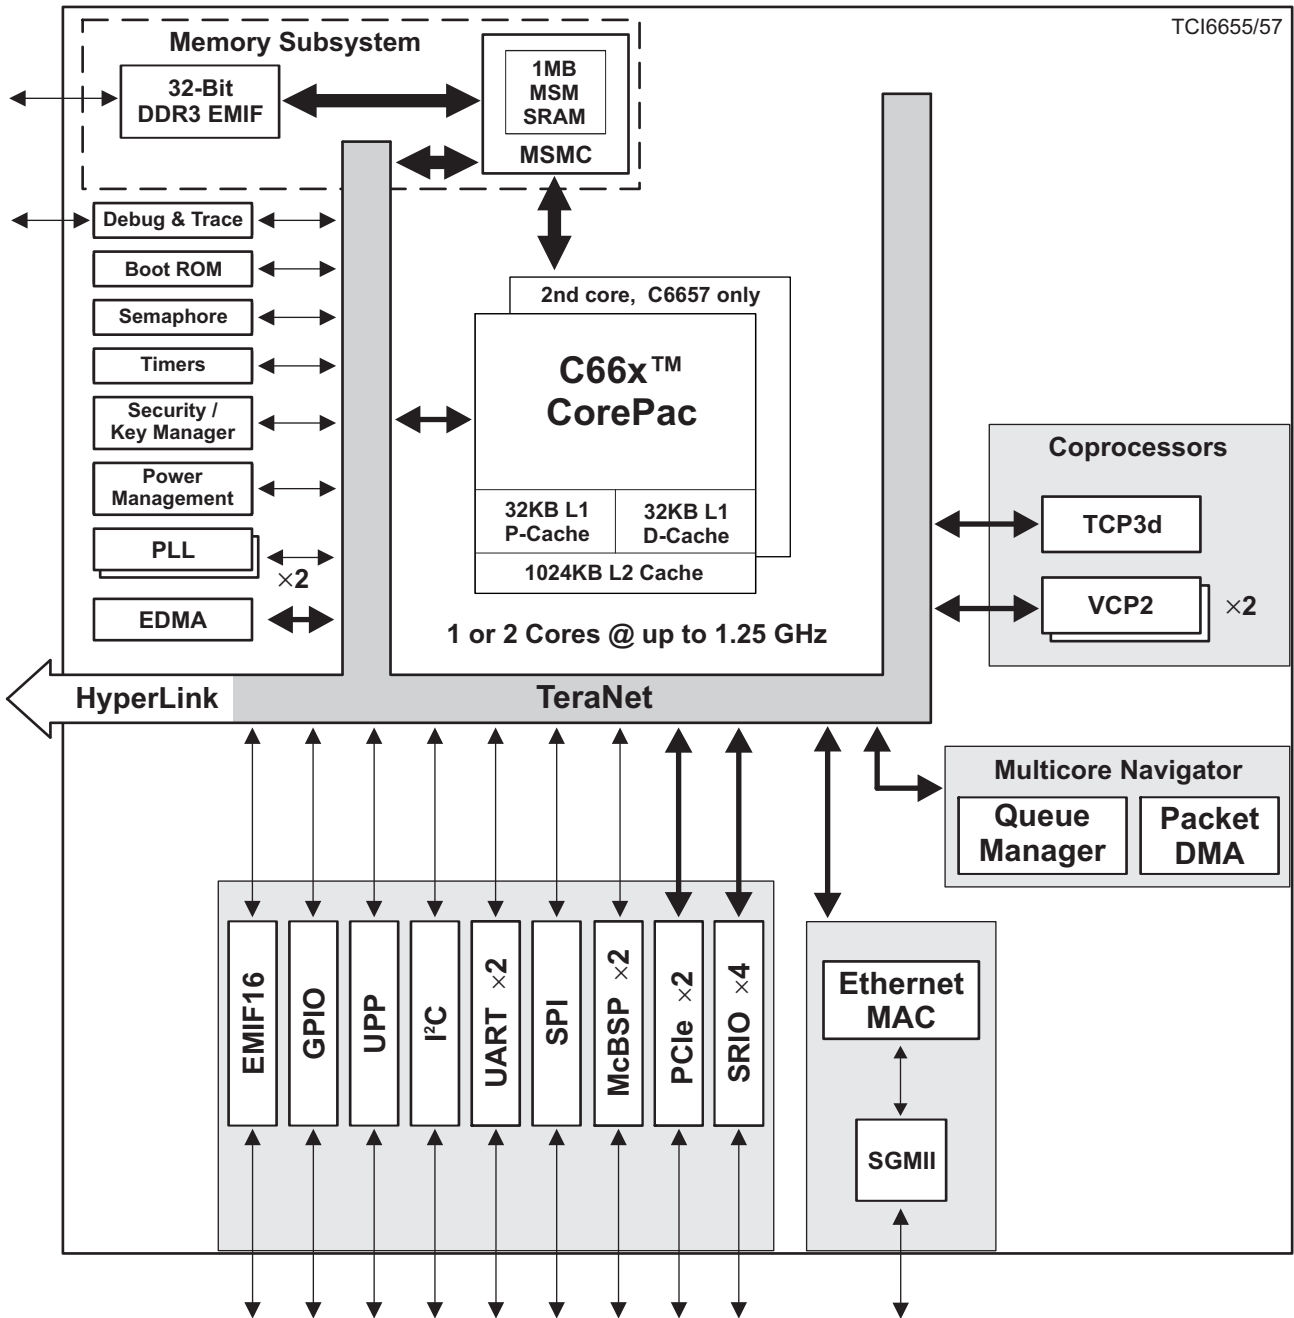 TCI6655/57
Memory Subsystem
32-Bit
DDR3 EMIF
1MB
MSM
SRAM
MSMC
Debug & Trace
Boot ROM
Semaphore
Timers
Security /
Key Manager
Power
Management
PLL
×2
EDMA
2nd core, C6657 only
C66x™
CorePac
32KB L1
P-Cache
32KB L1
D-Cache
1024KB L2 Cache
1 or 2 Cores @ up to 1.25 GHz
Coprocessors
TCP3d
VCP2
×2
HyperLink
TeraNet
Multicore Navigator
Queue
Manager
Packet
DMA
EMIF16
GPIO
UPP
I²C
UART ×2
SPI
McBSP ×2
PCIe ×2
SRIO ×4
Ethernet
MAC
SGMII